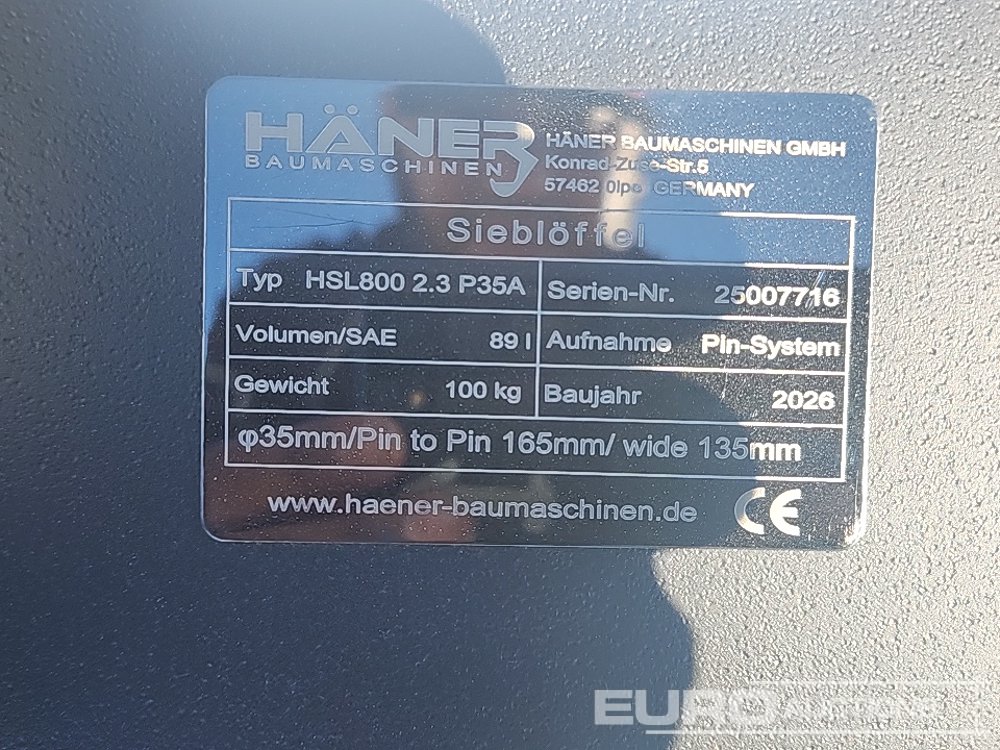 HÄNER
BAUMASCHINEN
HÄNER BAUMASCHINEN GMBH
Konrad-Zuse-Str.5
57462 Olpe GERMANY
Sieblöffel
Typ HSL800 2.3 P35A
Serien-Nr. 25007716
Volumen/SAE 89 l
Aufnahme Pin-System
Gewicht 100 kg
Baujahr 2026
φ35mm/Pin to Pin 165mm/ wide 135mm
www.haener-baumaschinen.de CE
EURO AUCTIONS